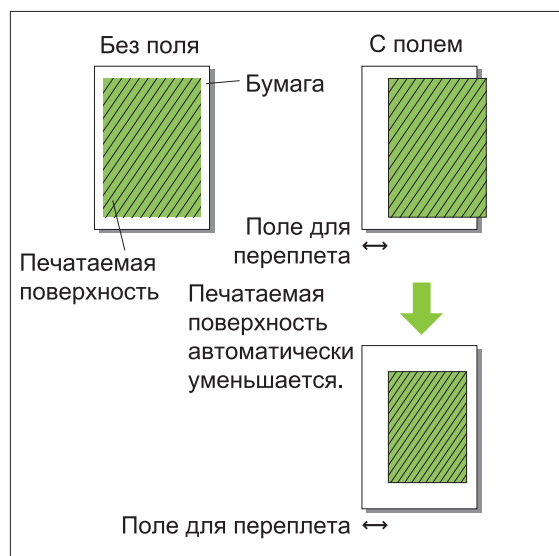 Без поля
С полем
Бумага
Поле для
переплета
Печатаемая
поверхность
Печатаемая
поверхность
автоматически
уменьшается.
Поле для переплета